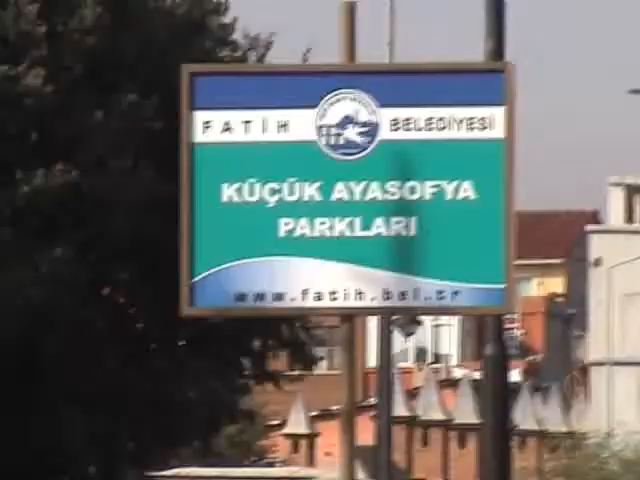 FATİH BELEDİYESİ
KÜÇÜK AYASOFYA
PARKLARI
www.fatih.bel.tr